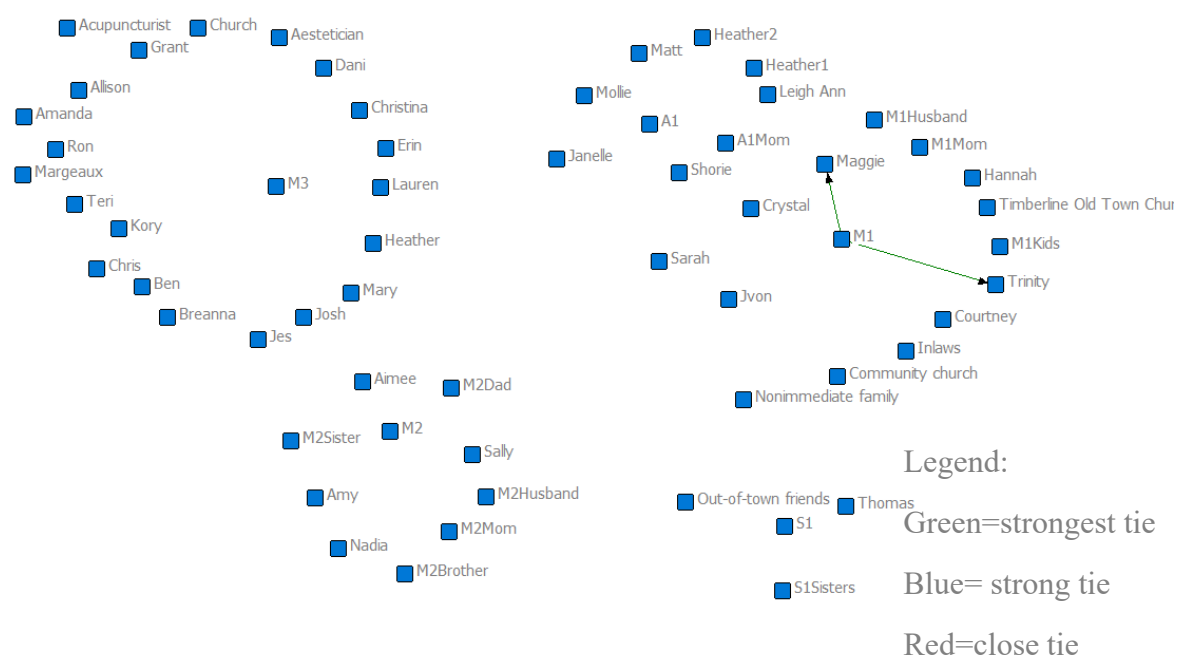 Acupuncturist
Church
Aestetician
Grant
Dani
Allison
Amanda
Christina
Ron
Erin
Margeaux
M3
Lauren
Teri
Kory
Heather
Chris
Ben
Mary
Breanna
Josh
Jes
Aimee
M2Dad
M2
M2Sister
Sally
Amy
M2Husband
M2Mom
Nadia
M2Brother
Heather2
Matt
Heather1
Mollie
Leigh Ann
A1
M1Husband
A1Mom
M1Mom
Janelle
Maggie
Shorie
Hannah
Crystal
Timberline Old Town Chur
M1
M1Kids
Sarah
Trinity
Jvon
Courtney
Inlaws
Community church
Nonimmediate family
Out-of-town friends
Thomas
S1
S1Sisters
Legend:
Green=strongest tie
Blue= strong tie
Red=close tie